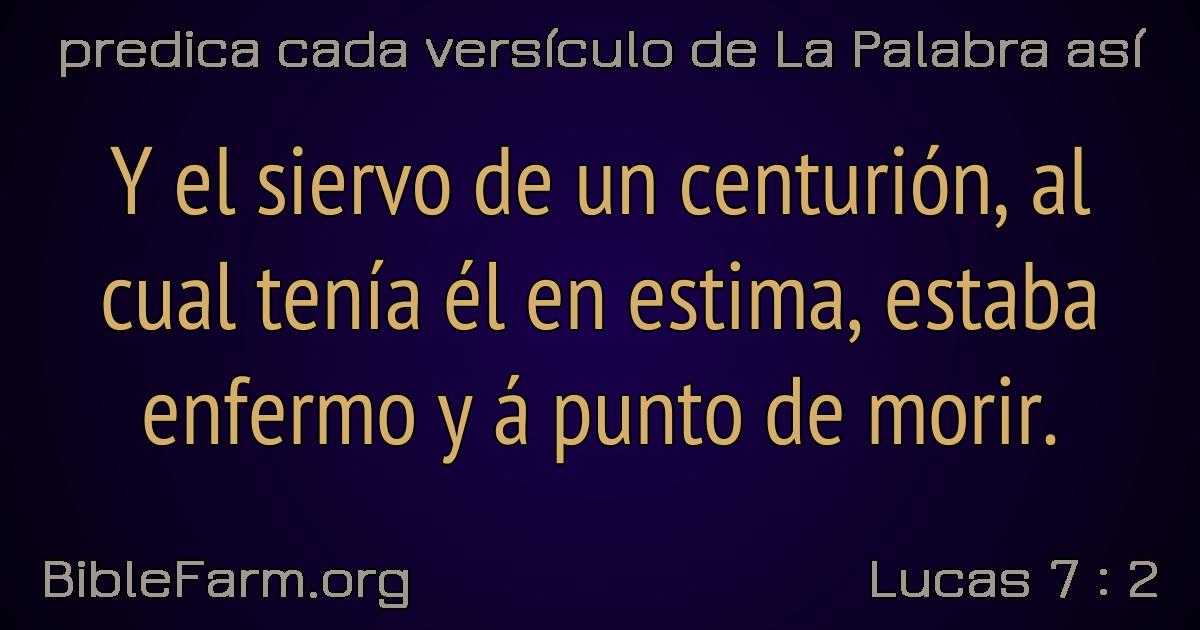 predica cada versículo de La Palabra así
Y el siervo de un centurión, al
cual tenía él en estima, estaba
enfermo y á punto de morir.
BibleFarm.org
Lucas 7 : 2